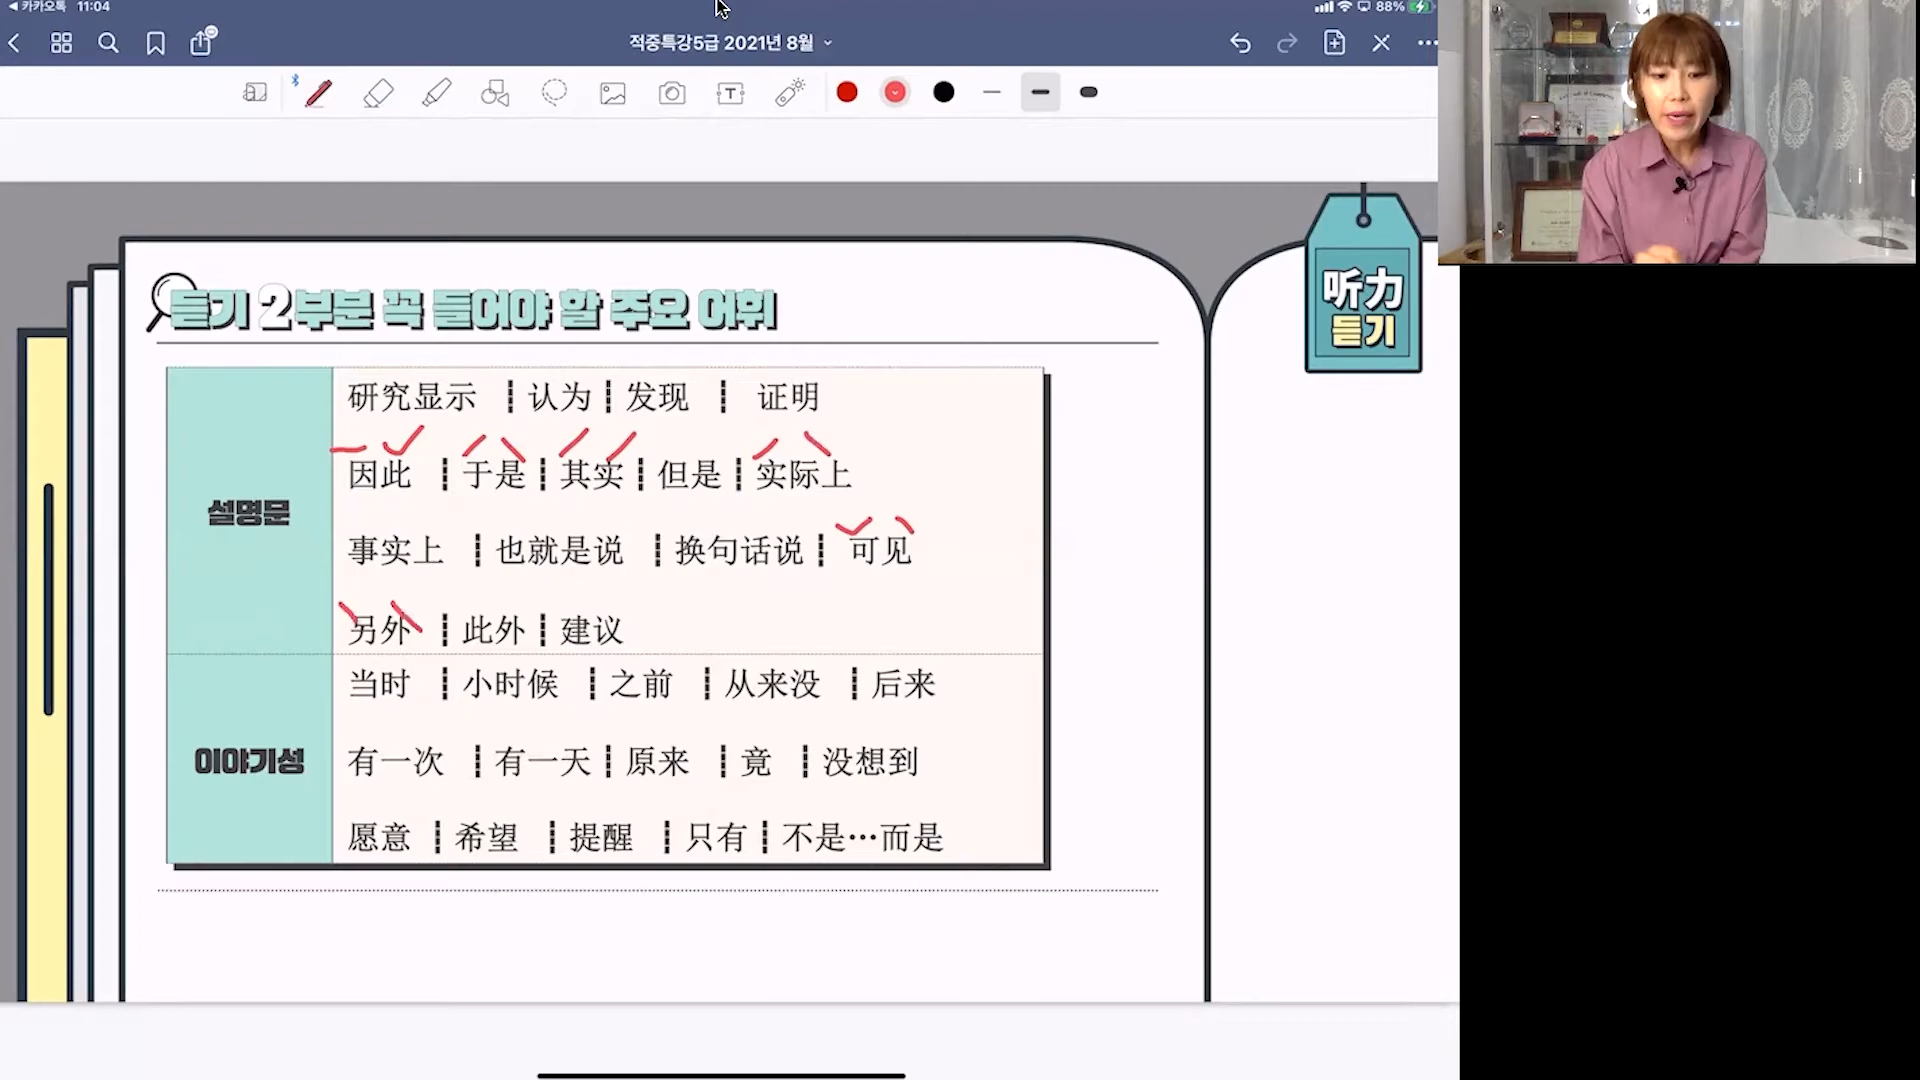 카카오톡 11:04
88%
적중특강5급 2021년 8월
听力
듣기
듣기 2부분 꼭 들어야 할 주요 어휘
설명문
研究显示 ┋认为┋发现 ┋ 证明
因此 ┋于是┋其实┋但是┋实际上
事实上 ┋也就是说 ┋换句话说┋ 可见
另外 ┋此外┋建议
이야기성
当时 ┋小时候 ┋之前 ┋从来没 ┋后来
有一次 ┋有一天┋原来 ┋竟 ┋没想到
愿意 ┋希望 ┋提醒 ┋只有┋不是…而是